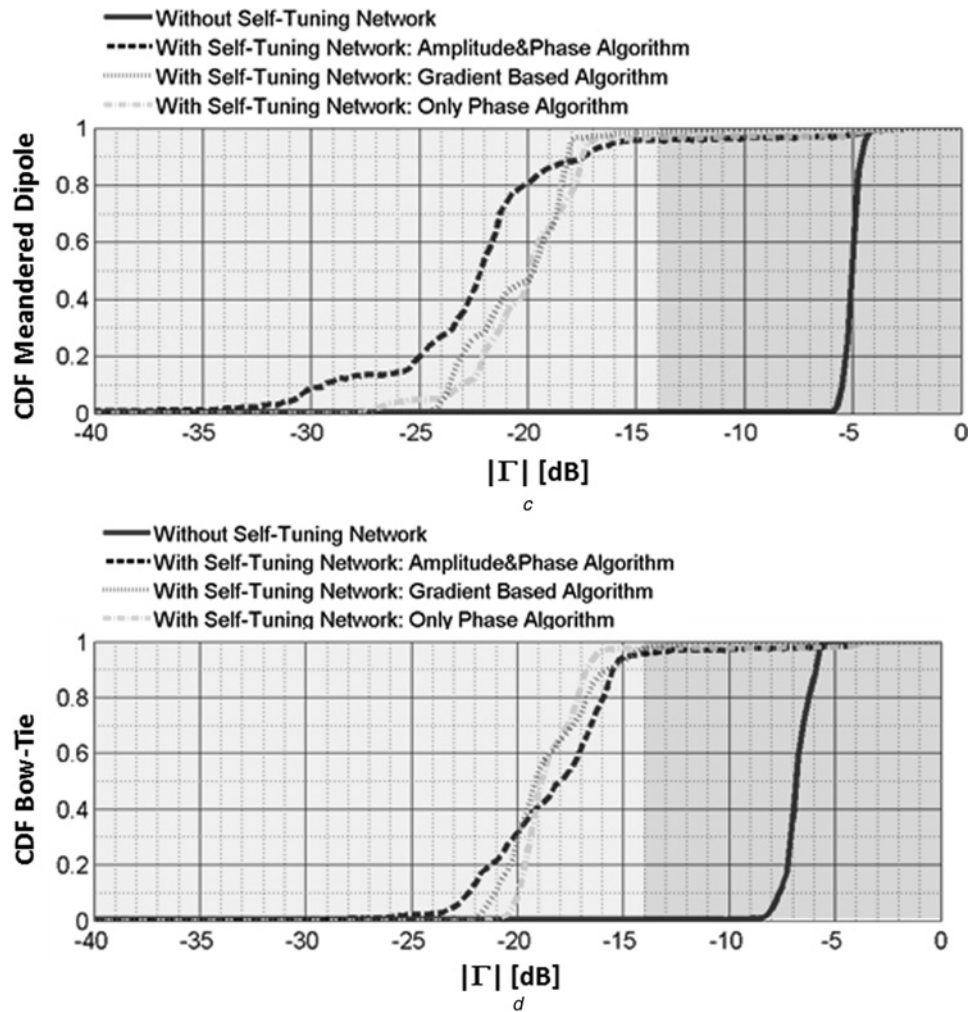 Without Self-Tuning Network
With Self-Tuning Network: Amplitude&Phase Algorithm
With Self-Tuning Network: Gradient Based Algorithm
With Self-Tuning Network: Only Phase Algorithm
1
0.8
0.6
0.4
0.2
0
CDF Meandered Dipole
-40 -35 -30 -25 -20 -15 -10 -5 0
|Γ| [dB]
c
Without Self-Tuning Network
With Self-Tuning Network: Amplitude&Phase Algorithm
With Self-Tuning Network: Gradient Based Algorithm
With Self-Tuning Network: Only Phase Algorithm
1
0.8
0.6
0.4
0.2
0
CDF Bow-Tie
-40 -35 -30 -25 -20 -15 -10 -5 0
|Γ| [dB]
d